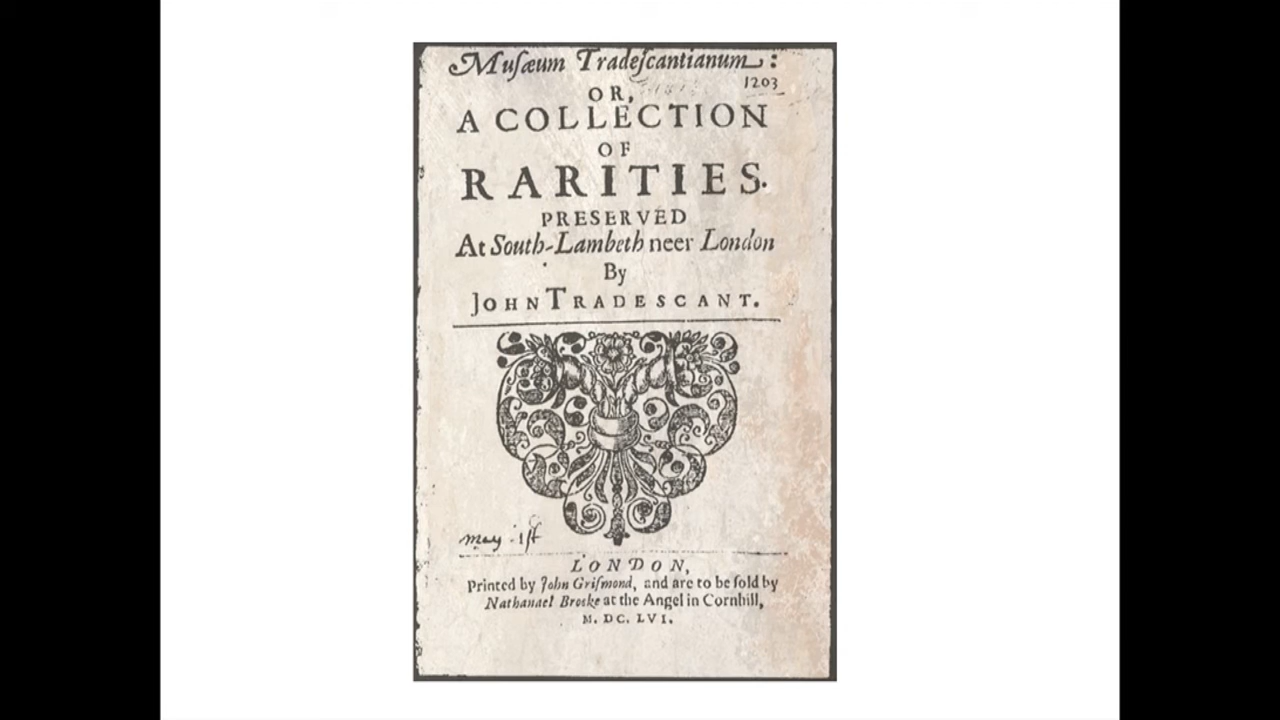 Muſæum Tradeſcantianum :
1203
OR,
A COLLECTION
OF
RARITIES.
PRESERVED
At South-Lambeth neer London
By
JOHN TRADESCANT.
may 1ſt
LONDON,
Printed by John Griſmond, and are to be ſold by
Nathanael Brooke at the Angel in Cornhill,
M. DC. LVI.